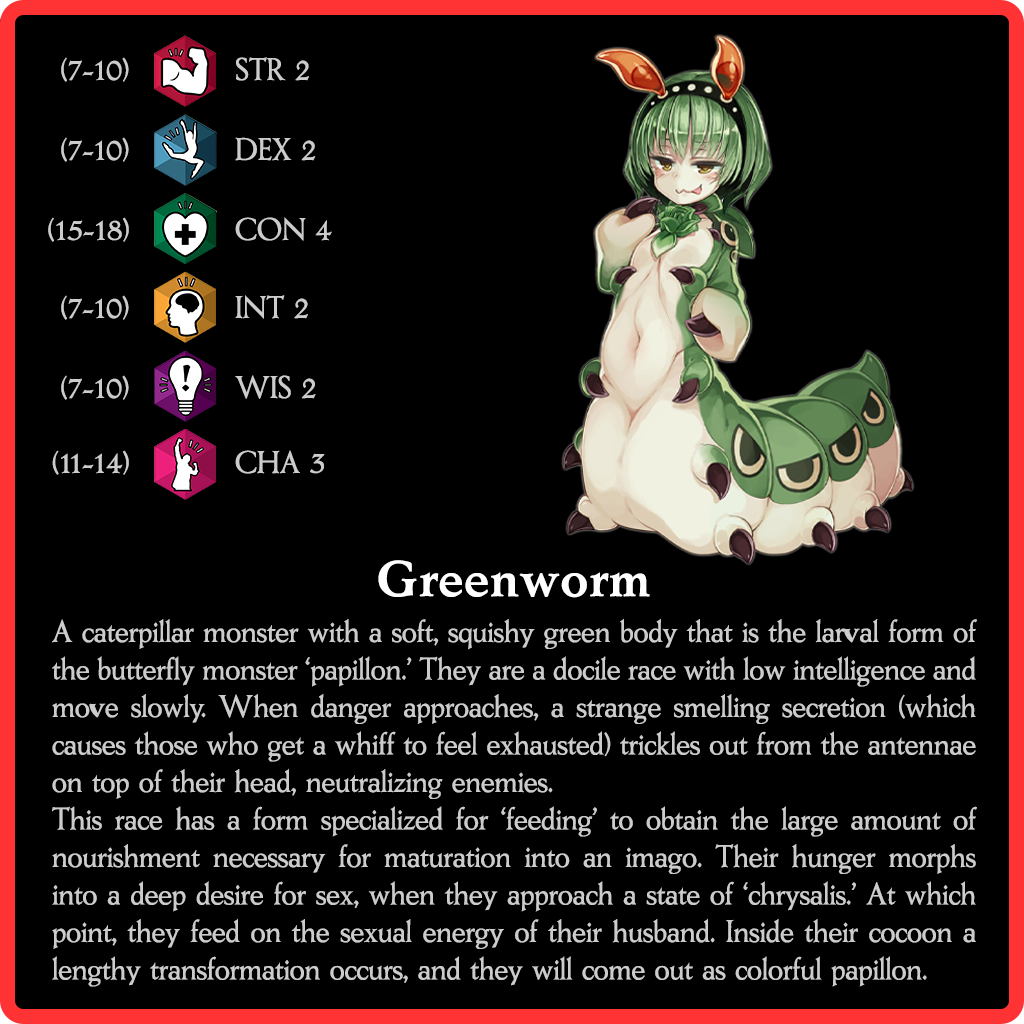 (7-10) STR 2
(7-10) DEX 2
(15-18) CON 4
(7-10) INT 2
(7-10) WIS 2
(11-14) CHA 3
Greenworm
A caterpillar monster with a soft, squishy green body that is the larval form of
the butterfly monster ‘papillon.’ They are a docile race with low intelligence and
move slowly. When danger approaches, a strange smelling secretion (which
causes those who get a whiff to feel exhausted) trickles out from the antennae
on top of their head, neutralizing enemies.
This race has a form specialized for ‘feeding’ to obtain the large amount of
nourishment necessary for maturation into an imago. Their hunger morphs
into a deep desire for sex, when they approach a state of ‘chrysalis.’ At which
point, they feed on the sexual energy of their husband. Inside their cocoon a
lengthy transformation occurs, and they will come out as colorful papillon.